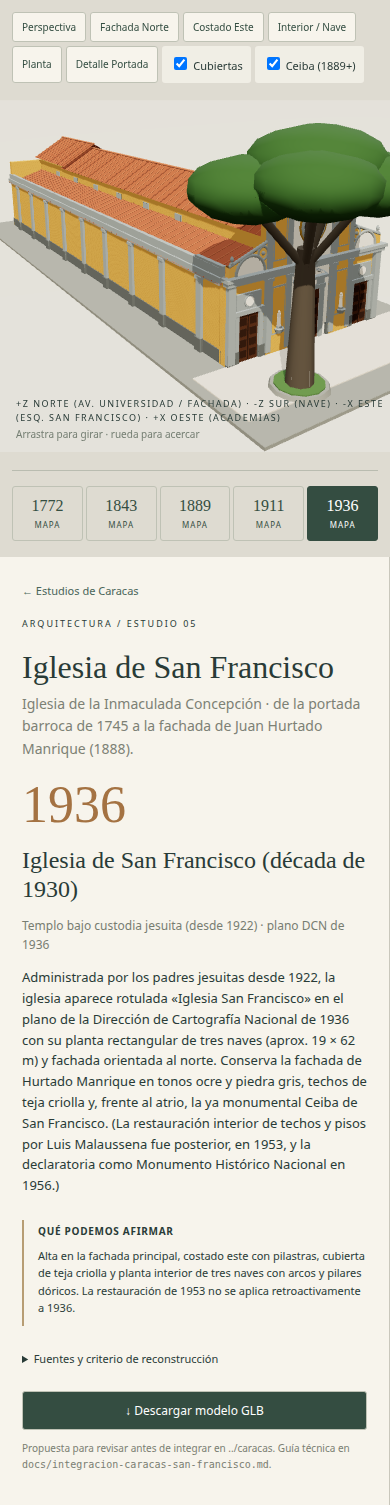 Perspectiva
Fachada Norte
Costado Este
Interior / Nave
Planta
Detalle Portada
Cubiertas
Ceiba (1889+)
+Z NORTE (AV. UNIVERSIDAD / FACHADA) · -Z SUR (NAVE) · -X ESTE
(ESQ. SAN FRANCISCO) · +X OESTE (ACADEMIAS)
Arrastra para girar · rueda para acercar
1772
MAPA
1843
MAPA
1889
MAPA
1911
MAPA
1936
MAPA
← Estudios de Caracas
ARQUITECTURA / ESTUDIO 05
Iglesia de San Francisco
Iglesia de la Inmaculada Concepción · de la portada
barroca de 1745 a la fachada de Juan Hurtado
Manrique (1888).
1936
Iglesia de San Francisco (década de
1930)
Templo bajo custodia jesuita (desde 1922) · plano DCN de
1936
Administrada por los padres jesuitas desde 1922, la
iglesia aparece rotulada «Iglesia San Francisco» en el
plano de la Dirección de Cartografía Nacional de 1936
con su planta rectangular de tres naves (aprox. 19 × 62
m) y fachada orientada al norte. Conserva la fachada de
Hurtado Manrique en tonos ocre y piedra gris, techos de
teja criolla y, frente al atrio, la ya monumental Ceiba de
San Francisco. (La restauración interior de techos y pisos
por Luis Malaussena fue posterior, en 1953, y la
declaratoria como Monumento Histórico Nacional en
1956.)
QUÉ PODEMOS AFIRMAR
Alta en la fachada principal, costado este con pilastras, cubierta
de teja criolla y planta interior de tres naves con arcos y pilares
dóricos. La restauración de 1953 no se aplica retroactivamente
a 1936.
▶ Fuentes y criterio de reconstrucción
↓ Descargar modelo GLB
Propuesta para revisar antes de integrar en ../caracas. Guía técnica en
docs/integracion-caracas-san-francisco.md.